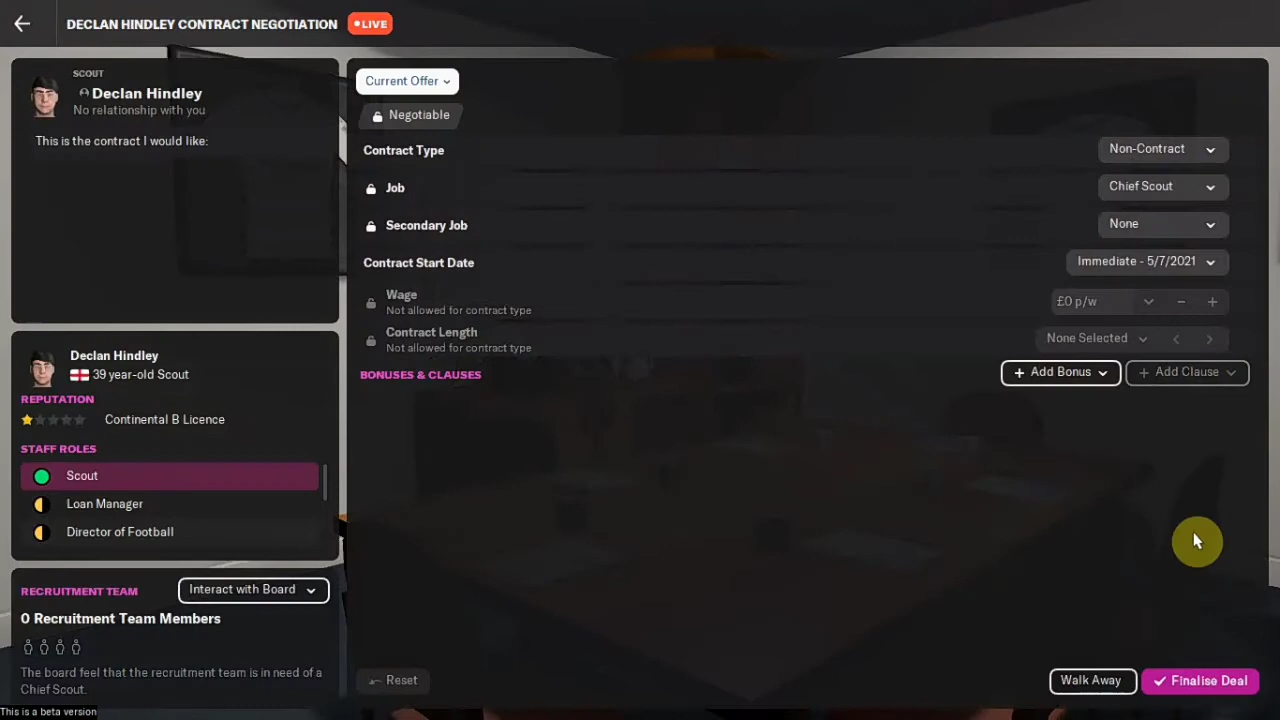 DECLAN HINDLEY CONTRACT NEGOTIATION
LIVE
SCOUT
Declan Hindley
No relationship with you
This is the contract I would like:
Declan Hindley
39 year-old Scout
REPUTATION
Continental B Licence
STAFF ROLES
Scout
Loan Manager
Director of Football
RECRUITMENT TEAM
Interact with Board
0 Recruitment Team Members
The board feel that the recruitment team is in need of a
Chief Scout.
This is a beta version
Current Offer
Negotiable
Contract Type
Non-Contract
Job
Chief Scout
Secondary Job
None
Contract Start Date
Immediate - 5/7/2021
Wage
Not allowed for contract type
£0 p/w
Contract Length
Not allowed for contract type
None Selected
BONUSES & CLAUSES
Add Bonus
Add Clause
Reset
Walk Away
Finalise Deal